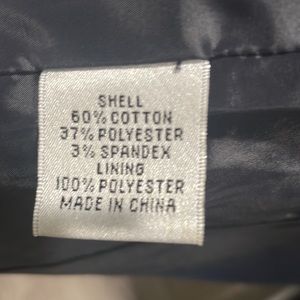 SHELL
60% COTTON
37% POLYESTER
3% SPANDEX
LINING
100% POLYESTER
MADE IN CHINA